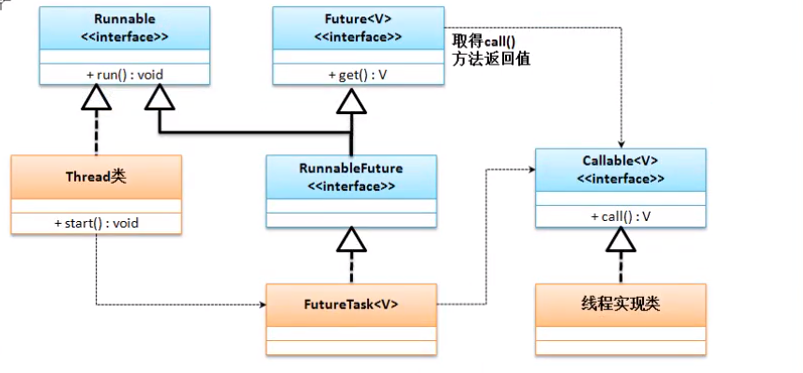 Runnable
<<interface>>
+ run() : void
Future<V>
<<interface>>
+ get() : V
取得call()
方法返回值
Thread类
+ start() : void
RunnableFuture
<<interface>>
Callable<V>
<<interface>>
+ call() : V
FutureTask<V>
线程实现类